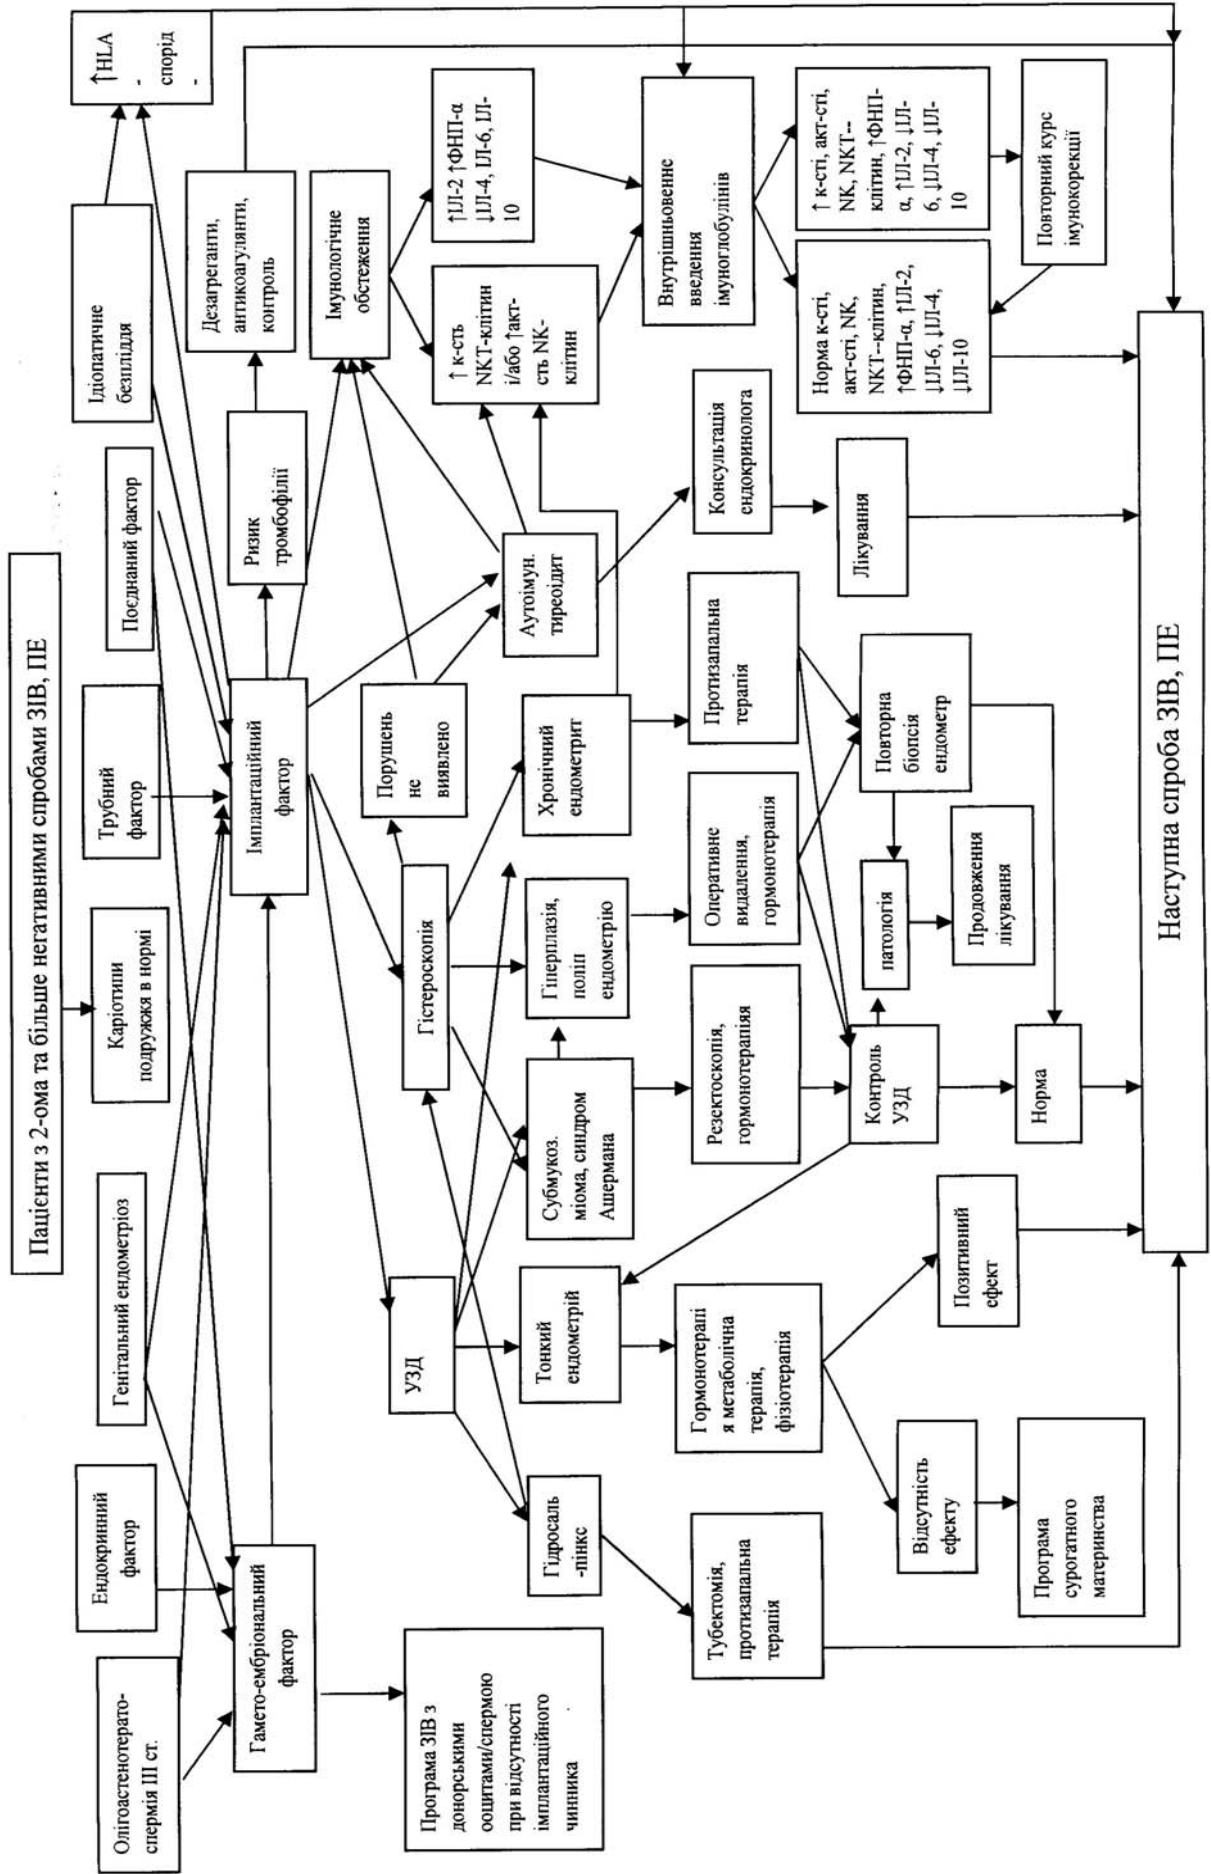 Пацієнти з 2-ома та більше негативними спробами ЗІВ, ПЕ
Олігоастенотерато-
спермія III ст.
Ендокринний
фактор
Генітальний ендометріоз
Каріотипи
подружжя в нормі
Трубний
фактор
Поєднаний фактор
Ідіопатичне
безпліддя
↑HLA
-
спорід
-
Гамето-ембріональний
фактор
Імплантаційний
фактор
Ризик
тромбофілії
Дезагреганти,
антикоагулянти,
контроль
Програма ЗІВ з
донорськими
ооцитами/спермою
при відсутності
імплантаційного
чинника
УЗД
Гістероскопія
Порушень
не
виявлено
Імунологічне
обстеження
Гідросаль
-пінкс
Тонкий
ендометрій
Субмукоз.
міома, синдром
Ашермана
Гіперплазія,
поліп
ендометрію
Хронічний
ендометрит
Аутоімун.
тиреоідит
↑ к-сть
NKT-клітин
і/або ↑акт-
сть NK-
клітин
↑ІЛ-2 ↑ФНП-α
↓ІЛ-4, ІЛ-6, ІЛ-
10
Тубектомія,
протизапальна
терапія
Гормонотерапі
я метаболічна
терапія,
фізіотерапія
Резектоскопія,
гормонотерапіяя
Оперативне
видалення,
гормонотерапія
Протизапальна
терапія
Консультація
ендокринолога
Внутрішньовенне
введення
імуноглобулінів
Відсутність
ефекту
Позитивний
ефект
Контроль
УЗД
патологія
Повторна
біопсія
ендометр
Лікування
Норма к-сті,
акт-сті, NK,
NKT--клітин,
↑ФНП-α, ↑ІЛ-2,
↓ІЛ-6, ↓ІЛ-4,
↓ІЛ-10
↑ к-сті, акт-сті,
NK, NKT--
клітин, ↑ФНП-
α, ↑ІЛ-2, ↓ІЛ-
6, ↓ІЛ-4, ↓ІЛ-
10
Програма
сурогатного
материнства
Норма
Продовження
лікування
Повторний курс
імунокорекції
Наступна спроба ЗІВ, ПЕ